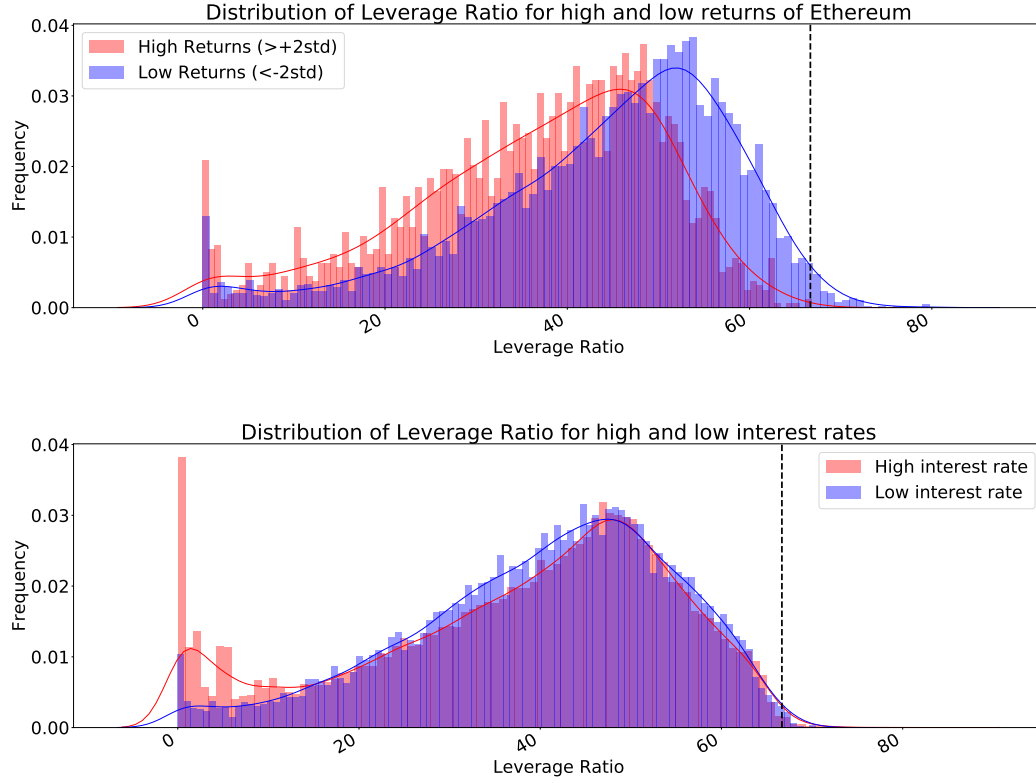 Distribution of Leverage Ratio for high and low returns of Ethereum
0.04
0.03
0.02
0.01
0.00
Frequency
High Returns (>+2std)
Low Returns (<-2std)
0
20
40
60
80
Leverage Ratio
Distribution of Leverage Ratio for high and low interest rates
0.04
0.03
0.02
0.01
0.00
Frequency
High interest rate
Low interest rate
0
20
40
60
80
Leverage Ratio